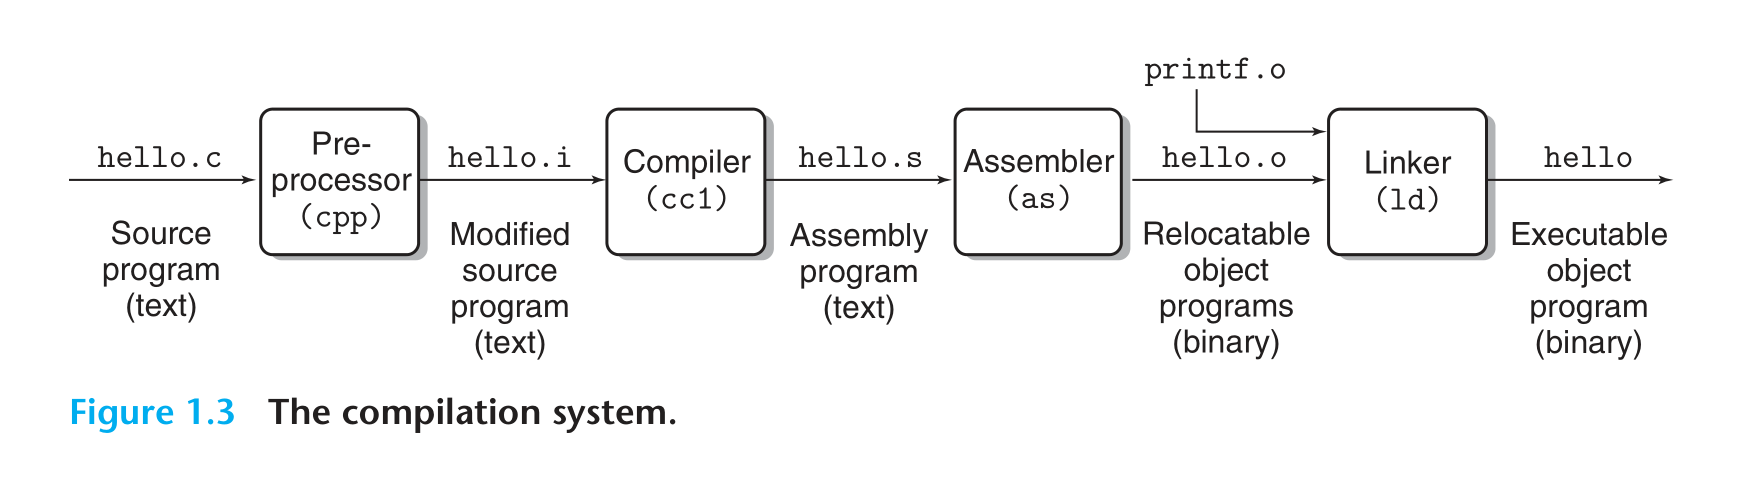 printf.o
hello.c
Pre-
processor
(cpp)
hello.i
Compiler
(cc1)
hello.s
Assembler
(as)
hello.o
Linker
(ld)
hello
Source
program
(text)
Modified
source
program
(text)
Assembly
program
(text)
Relocatable
object
programs
(binary)
Executable
object
program
(binary)
Figure 1.3 The compilation system.